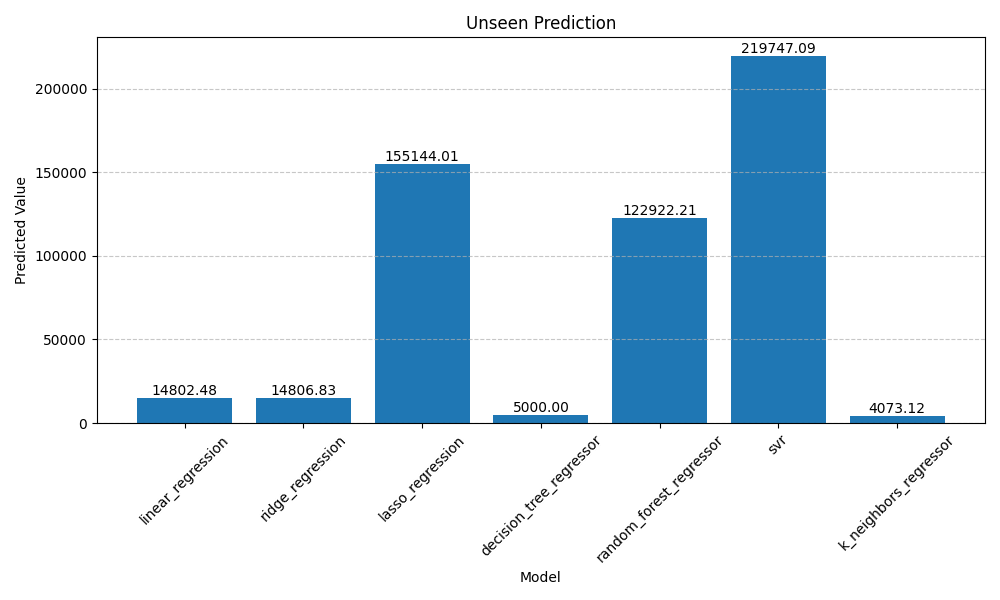 Unseen Prediction
Predicted Value
200000
150000
100000
50000
0
14802.48
14806.83
155144.01
5000.00
122922.21
219747.09
4073.12
linear_regression
ridge_regression
lasso_regression
decision_tree_regressor
random_forest_regressor
svr
k_neighbors_regressor
Model